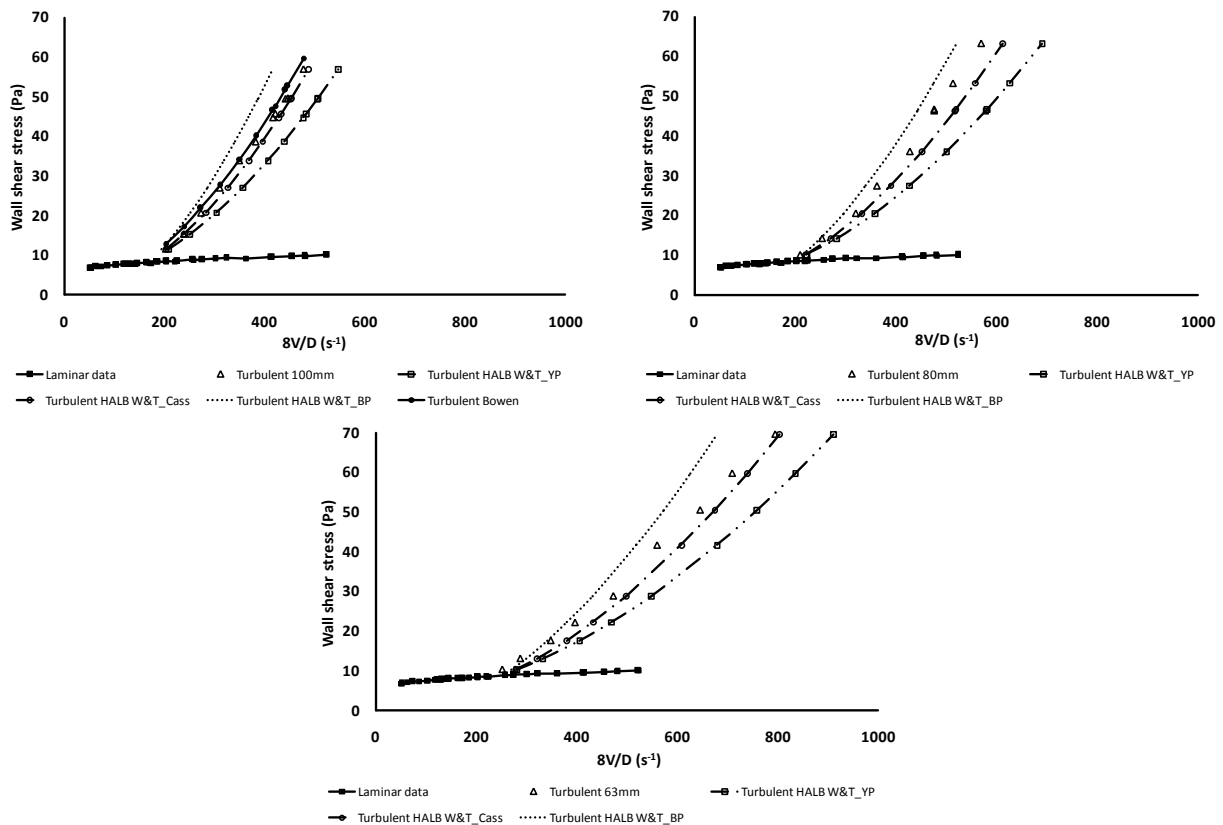 70
60
50
40
30
20
10
0
Wall shear stress (Pa)
0 200 400 600 800 1000
8V/D (s-1)
Laminar data Turbulent 100mm Turbulent HALB W&T_YP
Turbulent HALB W&T_Cass Turbulent HALB W&T_BP Turbulent Bowen
70
60
50
40
30
20
10
0
Wall shear stress (Pa)
0 200 400 600 800 1000
8V/D (s-1)
Laminar data Turbulent 80mm Turbulent HALB W&T_YP
Turbulent HALB W&T_Cass Turbulent HALB W&T_BP
70
60
50
40
30
20
10
0
Wall shear stress (Pa)
0 200 400 600 800 1000
8V/D (s-1)
Laminar data Turbulent 63mm Turbulent HALB W&T_YP
Turbulent HALB W&T_Cass Turbulent HALB W&T_BP